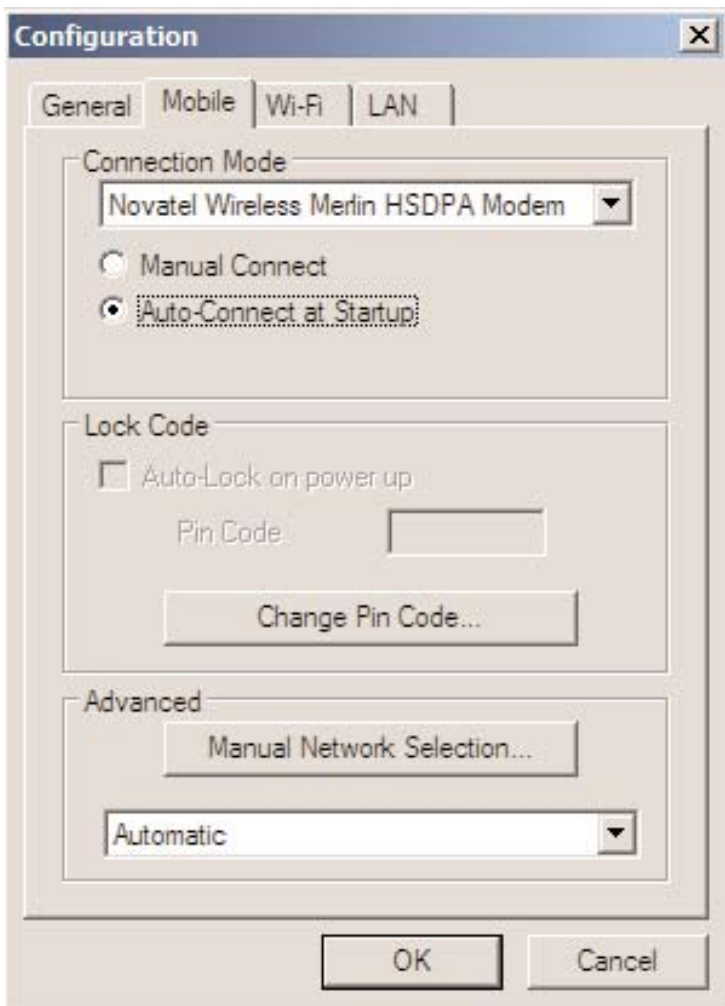 Configuration
General Mobile Wi-Fi LAN
Connection Mode
Novatel Wireless Merlin HSDPA Modem
Manual Connect
Auto-Connect at Startup
Lock Code
Auto-Lock on power up
Pin Code
Change Pin Code...
Advanced
Manual Network Selection...
Automatic
OK Cancel